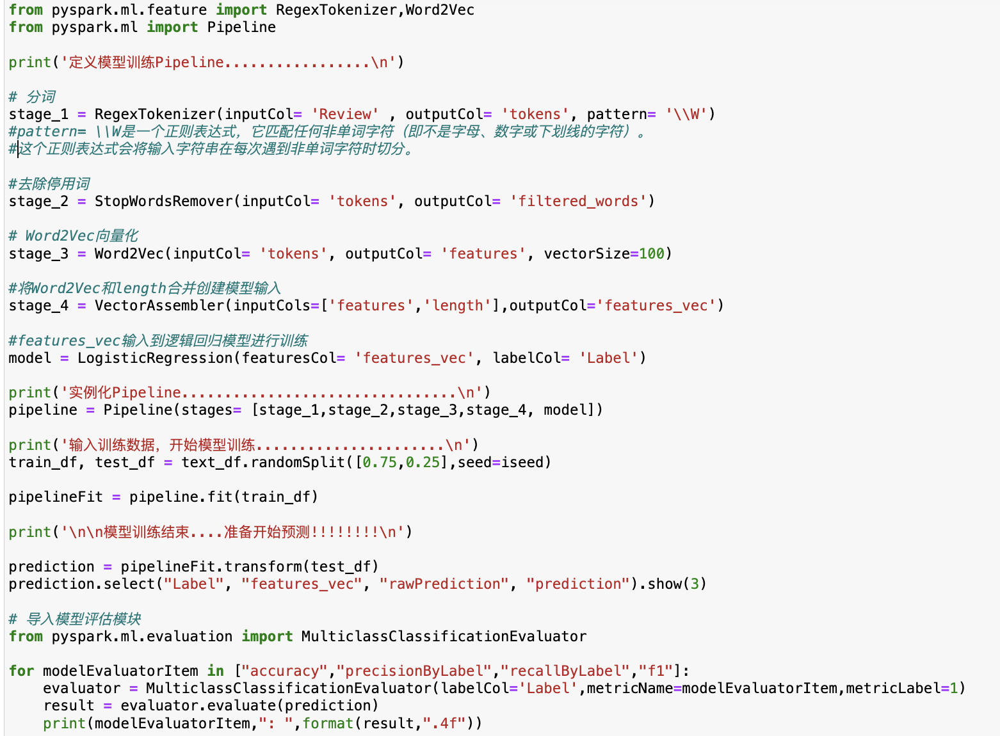 from pyspark.ml.feature import RegexTokenizer,Word2Vec
from pyspark.ml import Pipeline
print('定义模型训练Pipeline.................\n')
# 分词
stage_1 = RegexTokenizer(inputCol= 'Review' , outputCol= 'tokens', pattern= '\\W')
#pattern= \\W是一个正则表达式，它匹配任何非单词字符（即不是字母、数字或下划线的字符）。
#这个正则表达式会将输入字符串在每次遇到非单词字符时切分。
#去除停用词
stage_2 = StopWordsRemover(inputCol= 'tokens', outputCol= 'filtered_words')
# Word2Vec向量化
stage_3 = Word2Vec(inputCol= 'tokens', outputCol= 'features', vectorSize=100)
#将Word2Vec和length合并创建模型输入
stage_4 = VectorAssembler(inputCols=['features','length'],outputCol='features_vec')
#features_vec输入到逻辑回归模型进行训练
model = LogisticRegression(featuresCol= 'features_vec', labelCol= 'Label')
print('实例化Pipeline................................\n')
pipeline = Pipeline(stages= [stage_1,stage_2,stage_3,stage_4, model])
print('输入训练数据，开始模型训练......................\n')
train_df, test_df = text_df.randomSplit([0.75,0.25],seed=iseed)
pipelineFit = pipeline.fit(train_df)
print('\n\n模型训练结束....准备开始预测!!!!!!!!\n')
prediction = pipelineFit.transform(test_df)
prediction.select("Label", "features_vec", "rawPrediction", "prediction").show(3)
# 导入模型评估模块
from pyspark.ml.evaluation import MulticlassClassificationEvaluator
for modelEvaluatorItem in ["accuracy","precisionByLabel","recallByLabel","f1"]:
    evaluator = MulticlassClassificationEvaluator(labelCol='Label',metricName=modelEvaluatorItem,metricLabel=1)
    result = evaluator.evaluate(prediction)
    print(modelEvaluatorItem,": ",format(result,".4f"))